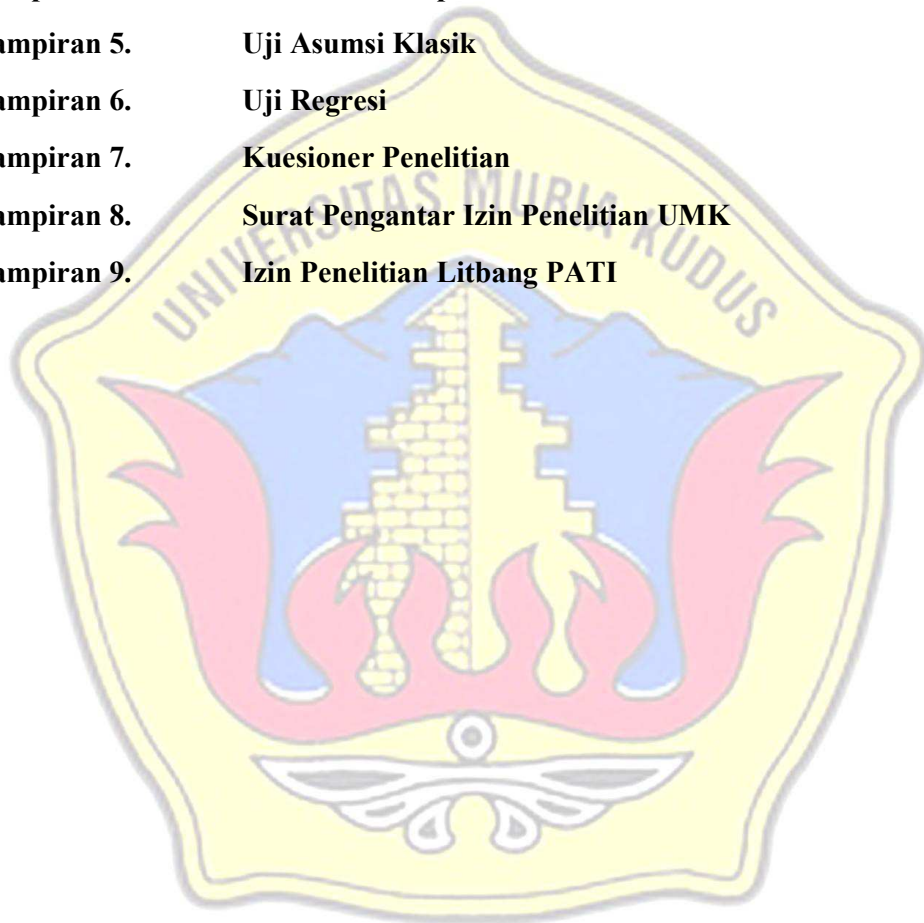 ampiran 5. Uji Asumsi Klasik
ampiran 6. Uji Regresi
ampiran 7. Kuesioner Penelitian
ampiran 8. Surat Pengantar Izin Penelitian UMK
ampiran 9. Izin Penelitian Litbang PATI
UNIVERSITAS MURIA KUDUS